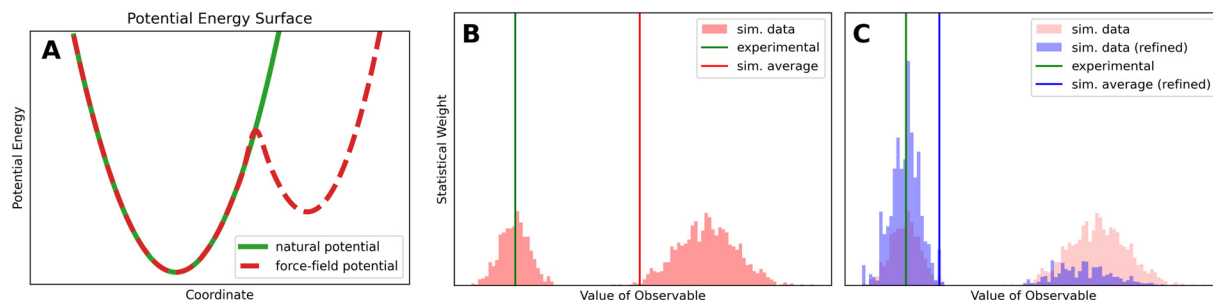 Potential Energy Surface
A
Potential Energy
natural potential
force-field potential
Coordinate
B
sim. data
experimental
sim. average
Statistical Weight
Value of Observable
C
sim. data
sim. data (refined)
experimental
sim. average (refined)
Value of Observable